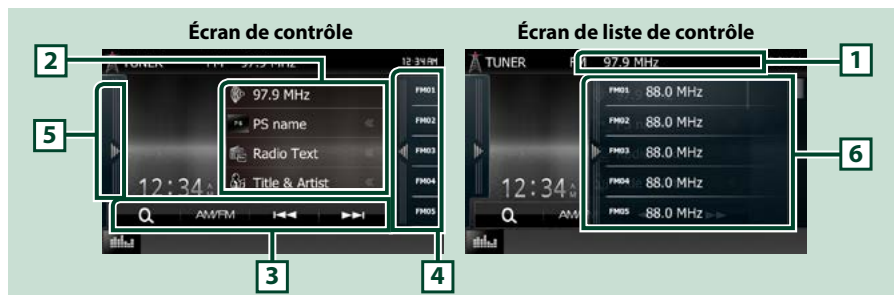 Écran de contrôle
Écran de liste de contrôle
2
TUNER
97.9 MHz
FM01
97.9 MHz
FM02
PS name
5
FM03
Radio Text
12:34
Title & Artist
FM04
AM/FM
FM05
3
4
TUNER
FM 97.9 MHz
1
FM01 88.0 MHz
FM02 88.0 MHz
FM03 88.0 MHz
6
12:34
FM04 88.0 MHz
FM05 88.0 MHz